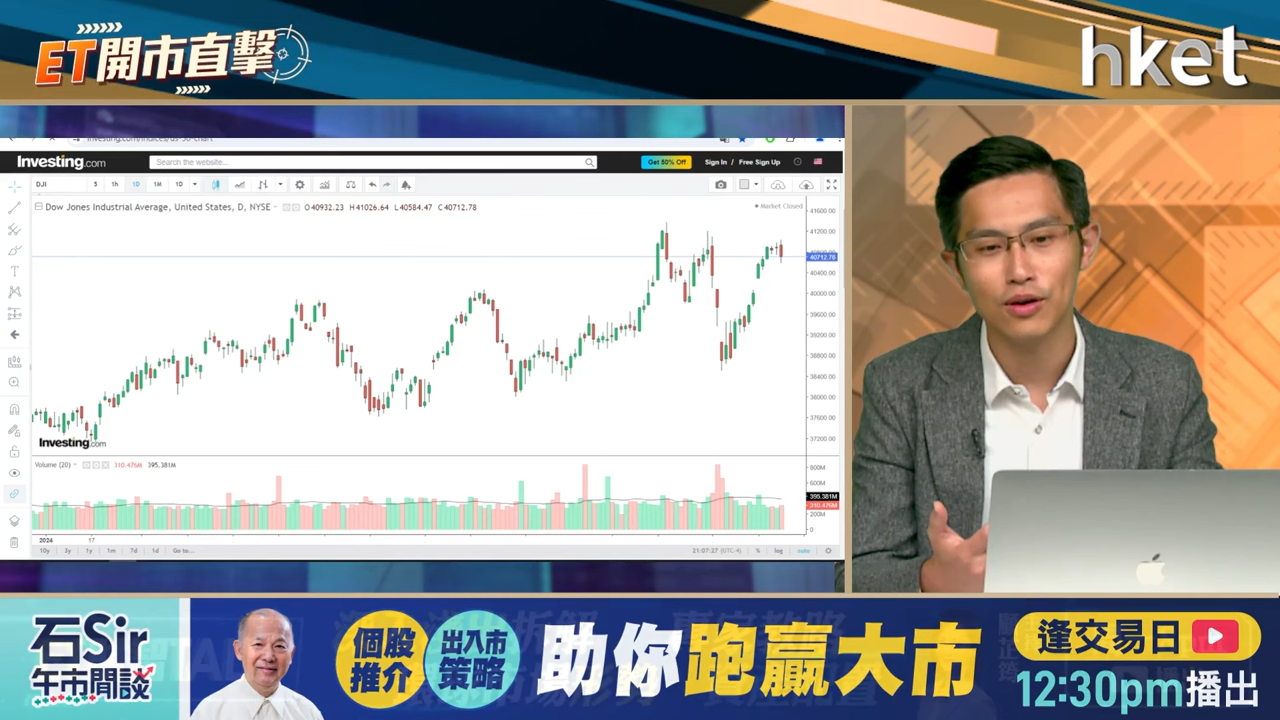 ET開市直擊
hket
investing.com/indices/us-30-chart
Investing.com
Search the website...
Get 50% Off
Sign In / Free Sign Up
DJI
5 1h 1D 1M 1D
Dow Jones Industrial Average, United States, D, NYSE
O40932.23 H41026.64 L40584.47 C40712.78
Market Closed
41600.00
41200.00
40712.78
40400.00
40000.00
39600.00
39200.00
38800.00
38400.00
38000.00
37600.00
37200.00
Investing.com
Volume (20)
310.476M 395.381M
800M
600M
395.381M
310.476M
200M
0
2024 17
10y 3y 1y 1m 7d 1d Go to...
21:07:27 (UTC-4)
% log auto
石Sir
午市閒談
個股
推介
出入市
策略
助你跑贏大市
逢交易日
12:30pm播出